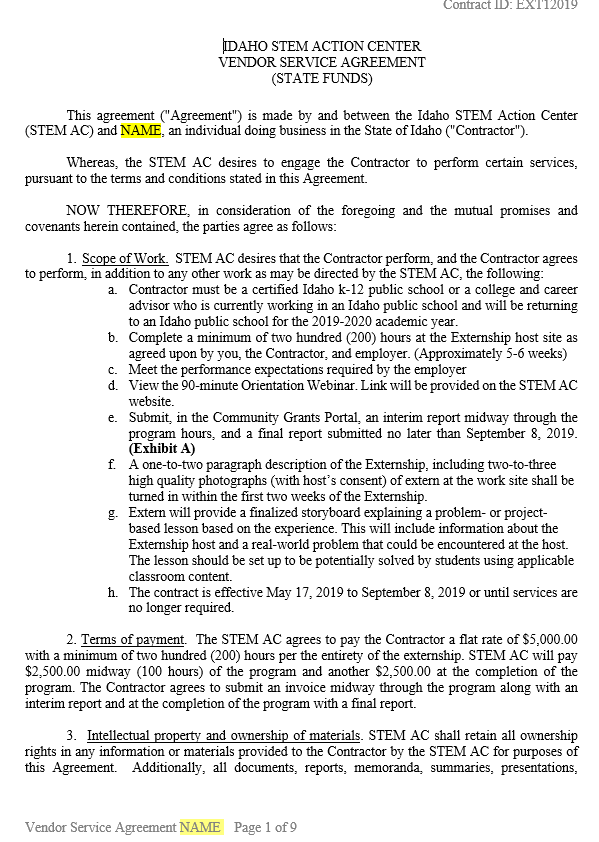 Contract ID: EXT12019
IDAHO STEM ACTION CENTER
VENDOR SERVICE AGREEMENT
(STATE FUNDS)
This agreement ("Agreement") is made by and between the Idaho STEM Action Center
(STEM AC) and NAME, an individual doing business in the State of Idaho ("Contractor").
Whereas, the STEM AC desires to engage the Contractor to perform certain services,
pursuant to the terms and conditions stated in this Agreement.
NOW THEREFORE, in consideration of the foregoing and the mutual promises and
covenants herein contained, the parties agree as follows:
1. Scope of Work. STEM AC desires that the Contractor perform, and the Contractor agrees
to perform, in addition to any other work as may be directed by the STEM AC, the following:
a. Contractor must be a certified Idaho k-12 public school or a college and career
advisor who is currently working in an Idaho public school and will be returning
to an Idaho public school for the 2019-2020 academic year.
b. Complete a minimum of two hundred (200) hours at the Externship host site as
agreed upon by you, the Contractor, and employer. (Approximately 5-6 weeks)
c. Meet the performance expectations required by the employer
d. View the 90-minute Orientation Webinar. Link will be provided on the STEM AC
website.
e. Submit, in the Community Grants Portal, an interim report midway through the
program hours, and a final report submitted no later than September 8, 2019.
(Exhibit A)
f. A one-to-two paragraph description of the Externship, including two-to-three
high quality photographs (with host's consent) of extern at the work site shall be
turned in within the first two weeks of the Externship.
g. Extern will provide a finalized storyboard explaining a problem- or project-
based lesson based on the experience. This will include information about the
Externship host and a real-world problem that could be encountered at the host.
The lesson should be set up to be potentially solved by students using applicable
classroom content.
h. The contract is effective May 17, 2019 to September 8, 2019 or until services are
no longer required.
2. Terms of payment. The STEM AC agrees to pay the Contractor a flat rate of $5,000.00
with a minimum of two hundred (200) hours per the entirety of the externship. STEM AC will pay
$2,500.00 midway (100 hours) of the program and another $2,500.00 at the completion of the
program. The Contractor agrees to submit an invoice midway through the program along with an
interim report and at the completion of the program with a final report.
3. Intellectual property and ownership of materials. STEM AC shall retain all ownership
rights in any information or materials provided to the Contractor by the STEM AC for purposes of
this Agreement. Additionally, all documents, reports, memoranda, summaries, presentations,
Vendor Service Agreement NAME Page 1 of 9